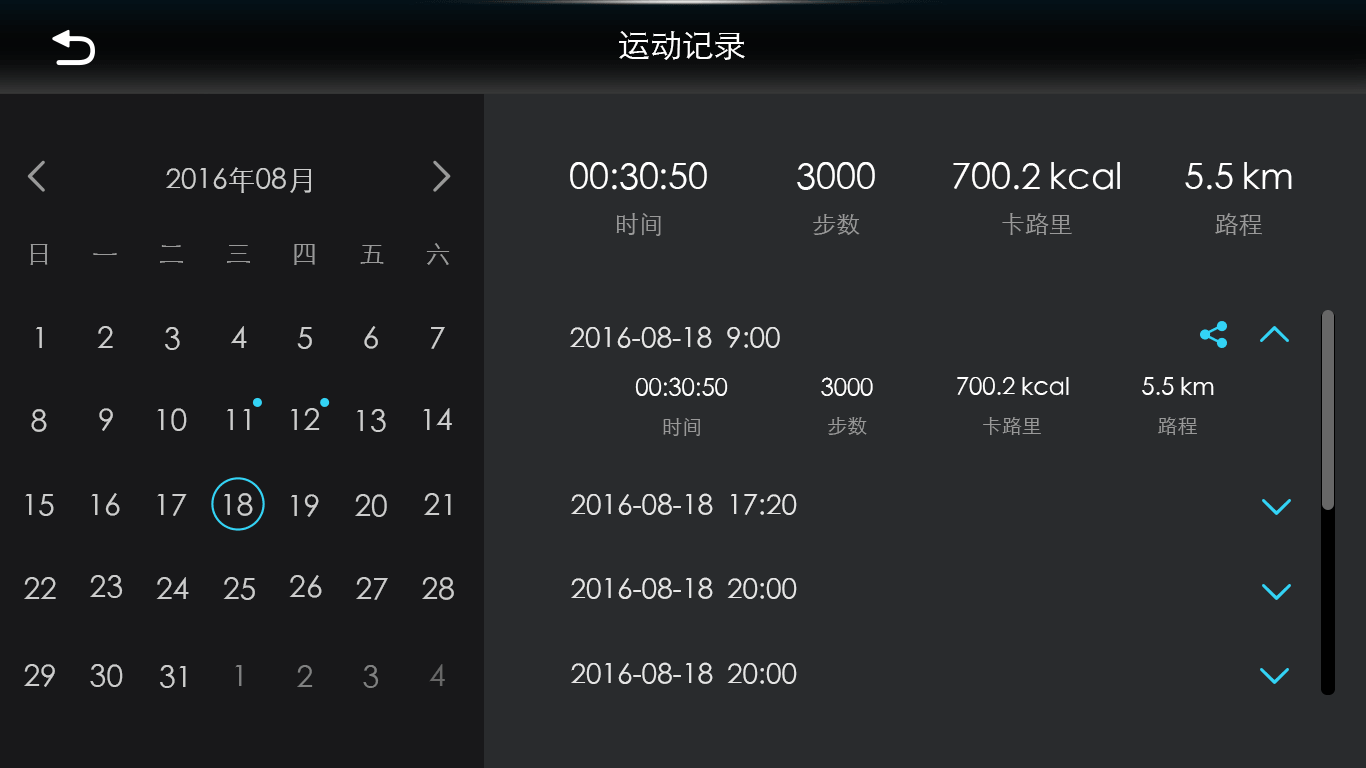 运动记录
2016年08月
日 一 二 三 四 五 六
1 2 3 4 5 6 7
8 9 10 11 12 13 14
15 16 17 18 19 20 21
22 23 24 25 26 27 28
29 30 31 1 2 3 4
00:30:50 3000 700.2 kcal 5.5 km
时间 步数 卡路里 路程
2016-08-18 9:00
00:30:50 3000 700.2 kcal 5.5 km
时间 步数 卡路里 路程
2016-08-18 17:20
2016-08-18 20:00
2016-08-18 20:00